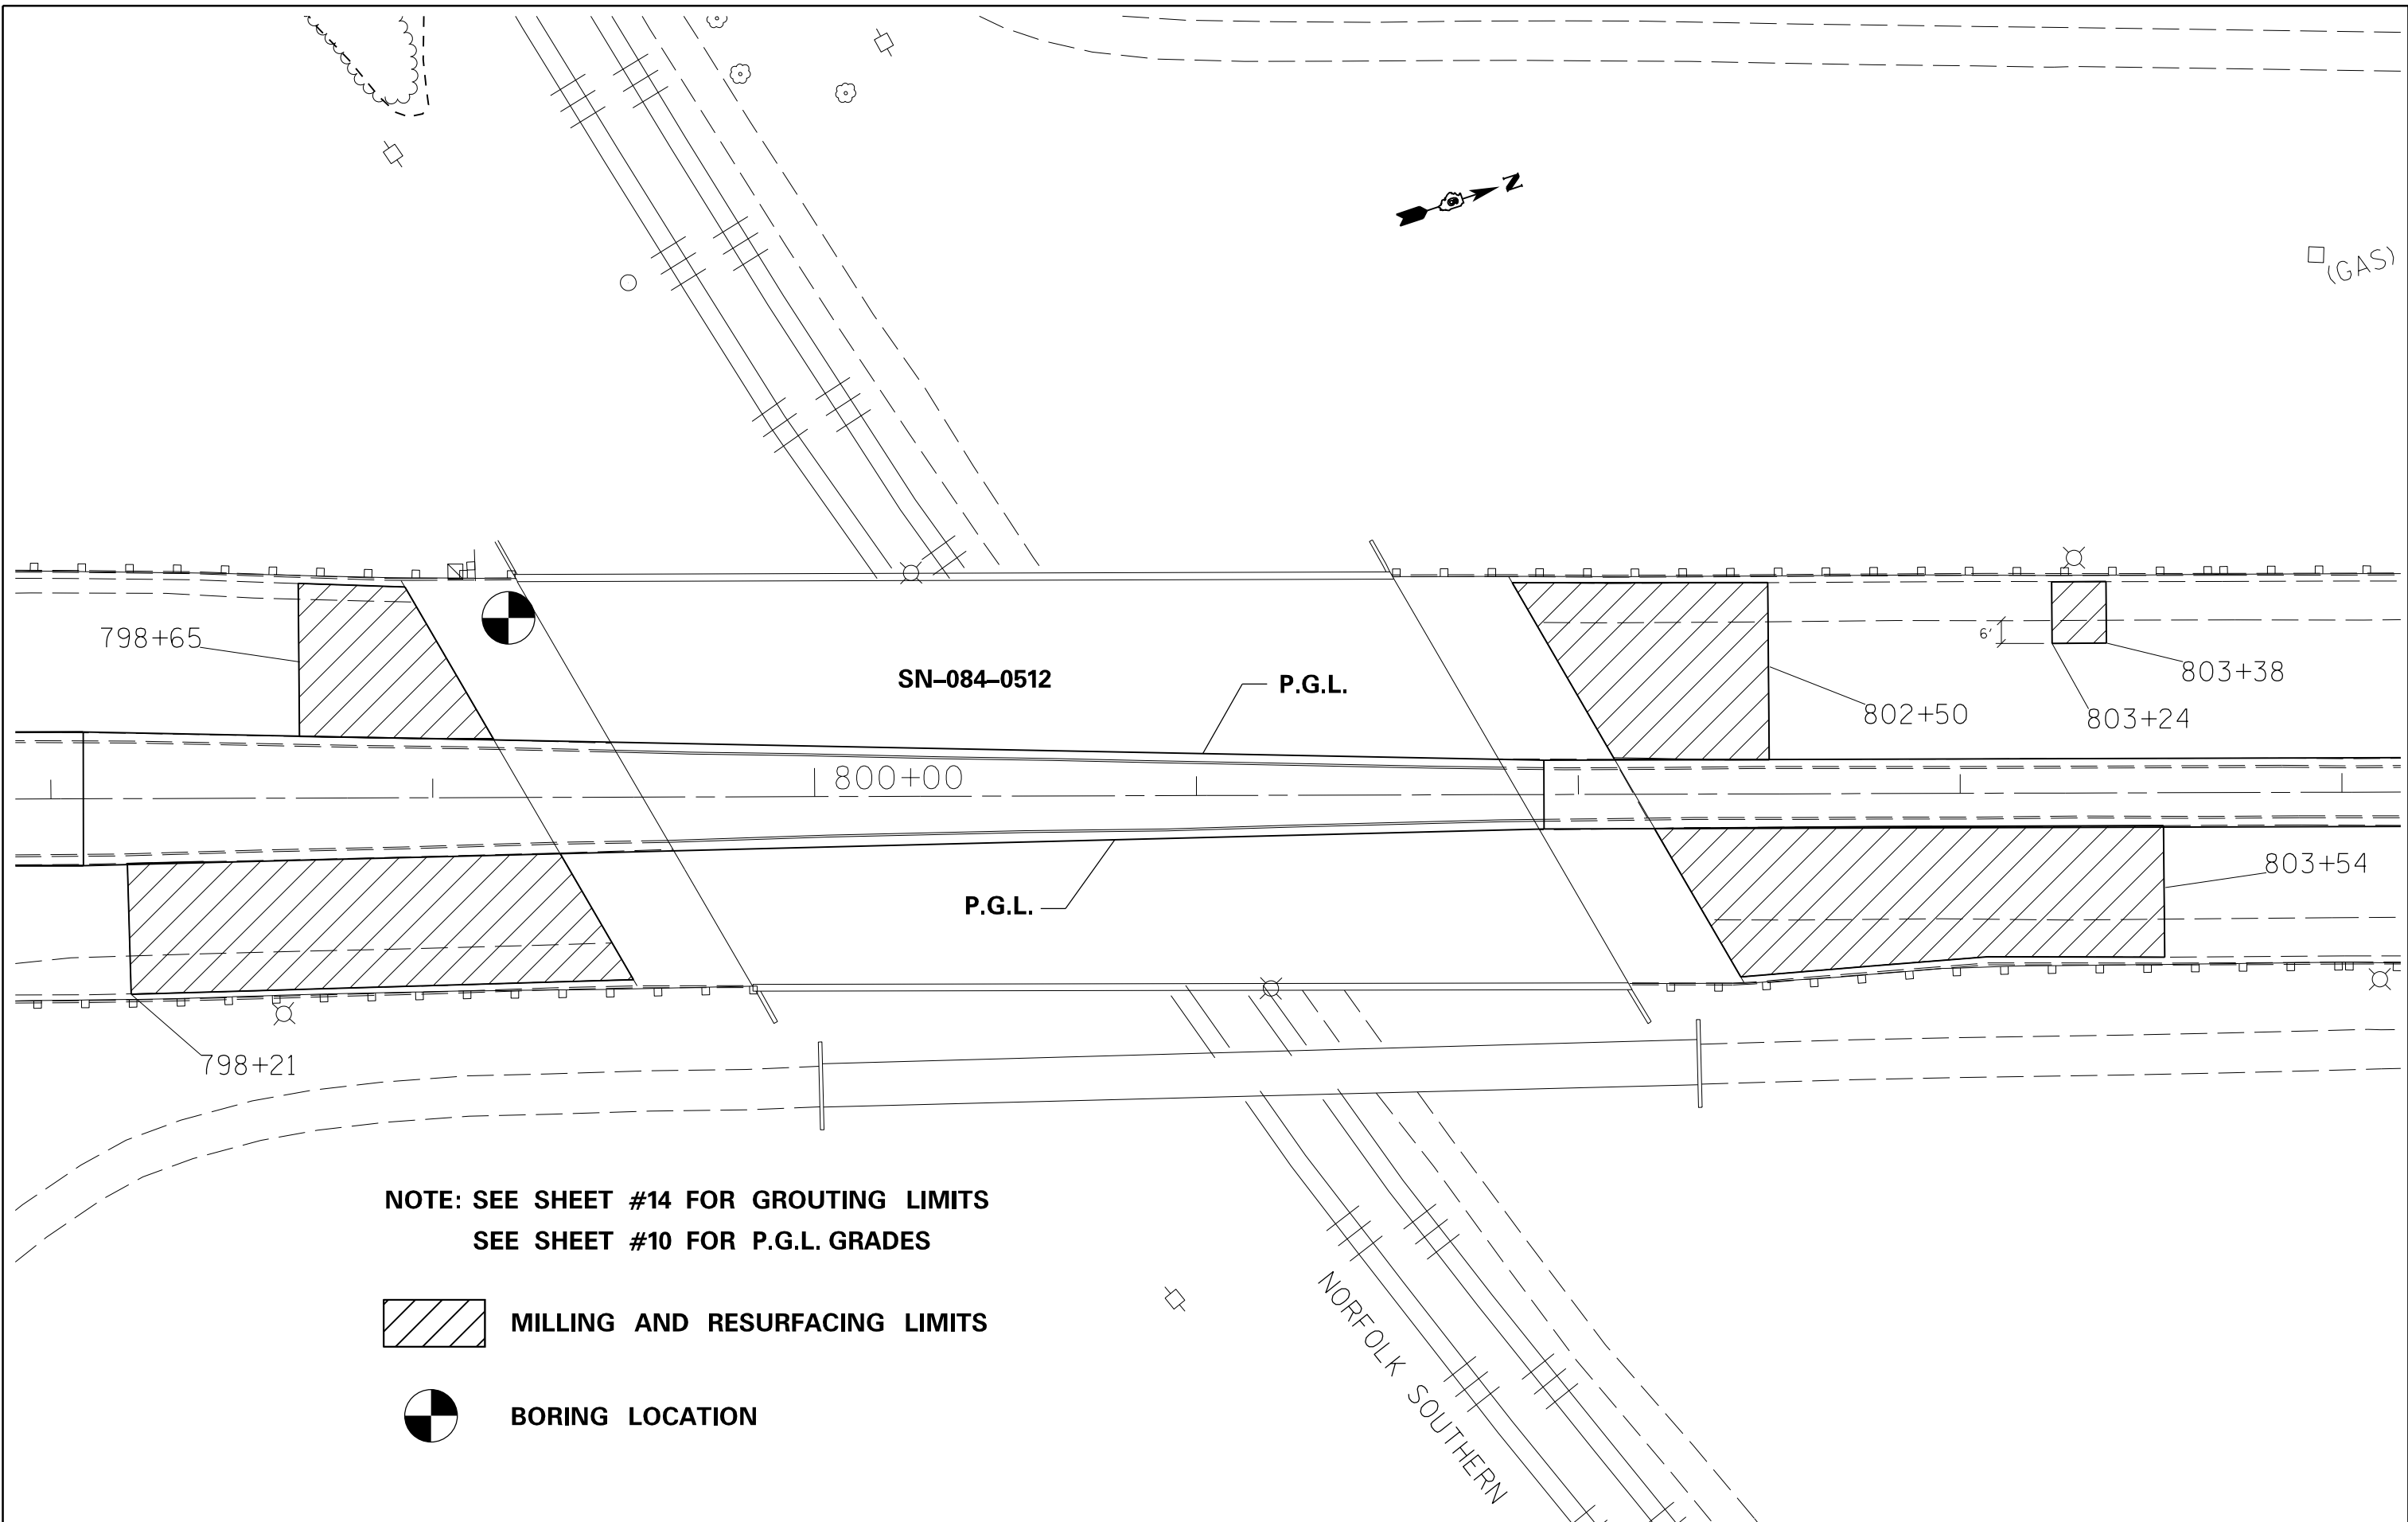 N
(GAS)
798+65
SN-084-0512
P.G.L.
6'
803+38
802+50
803+24
800+00
P.G.L.
803+54
798+21
NOTE: SEE SHEET #14 FOR GROUTING LIMITS
SEE SHEET #10 FOR P.G.L. GRADES
MILLING AND RESURFACING LIMITS
BORING LOCATION
NORFOLK SOUTHERN